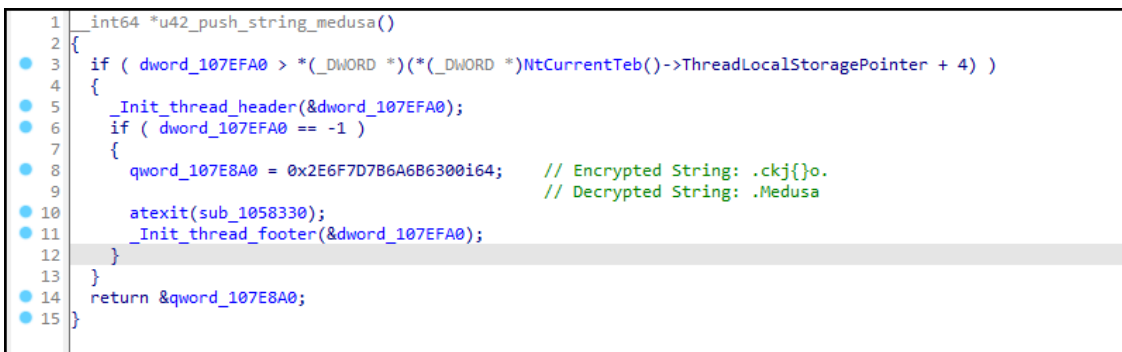 1 __int64 *u42_push_string_medusa()
2 {
3 if ( dword_107EFA0 > *(_DWORD *)(*(_DWORD *)NtCurrentTeb()->ThreadLocalStoragePointer + 4) )
4 {
5 _Init_thread_header(&dword_107EFA0);
6 if ( dword_107EFA0 == -1 )
7 {
8 qword_107E8A0 = 0x2E6F7D7B6A6B6300i64; // Encrypted String: .ckj{}o.
9 // Decrypted String: .Medusa
10 atexit(sub_1058330);
11 _Init_thread_footer(&dword_107EFA0);
12 }
13 }
14 return &qword_107E8A0;
15 }